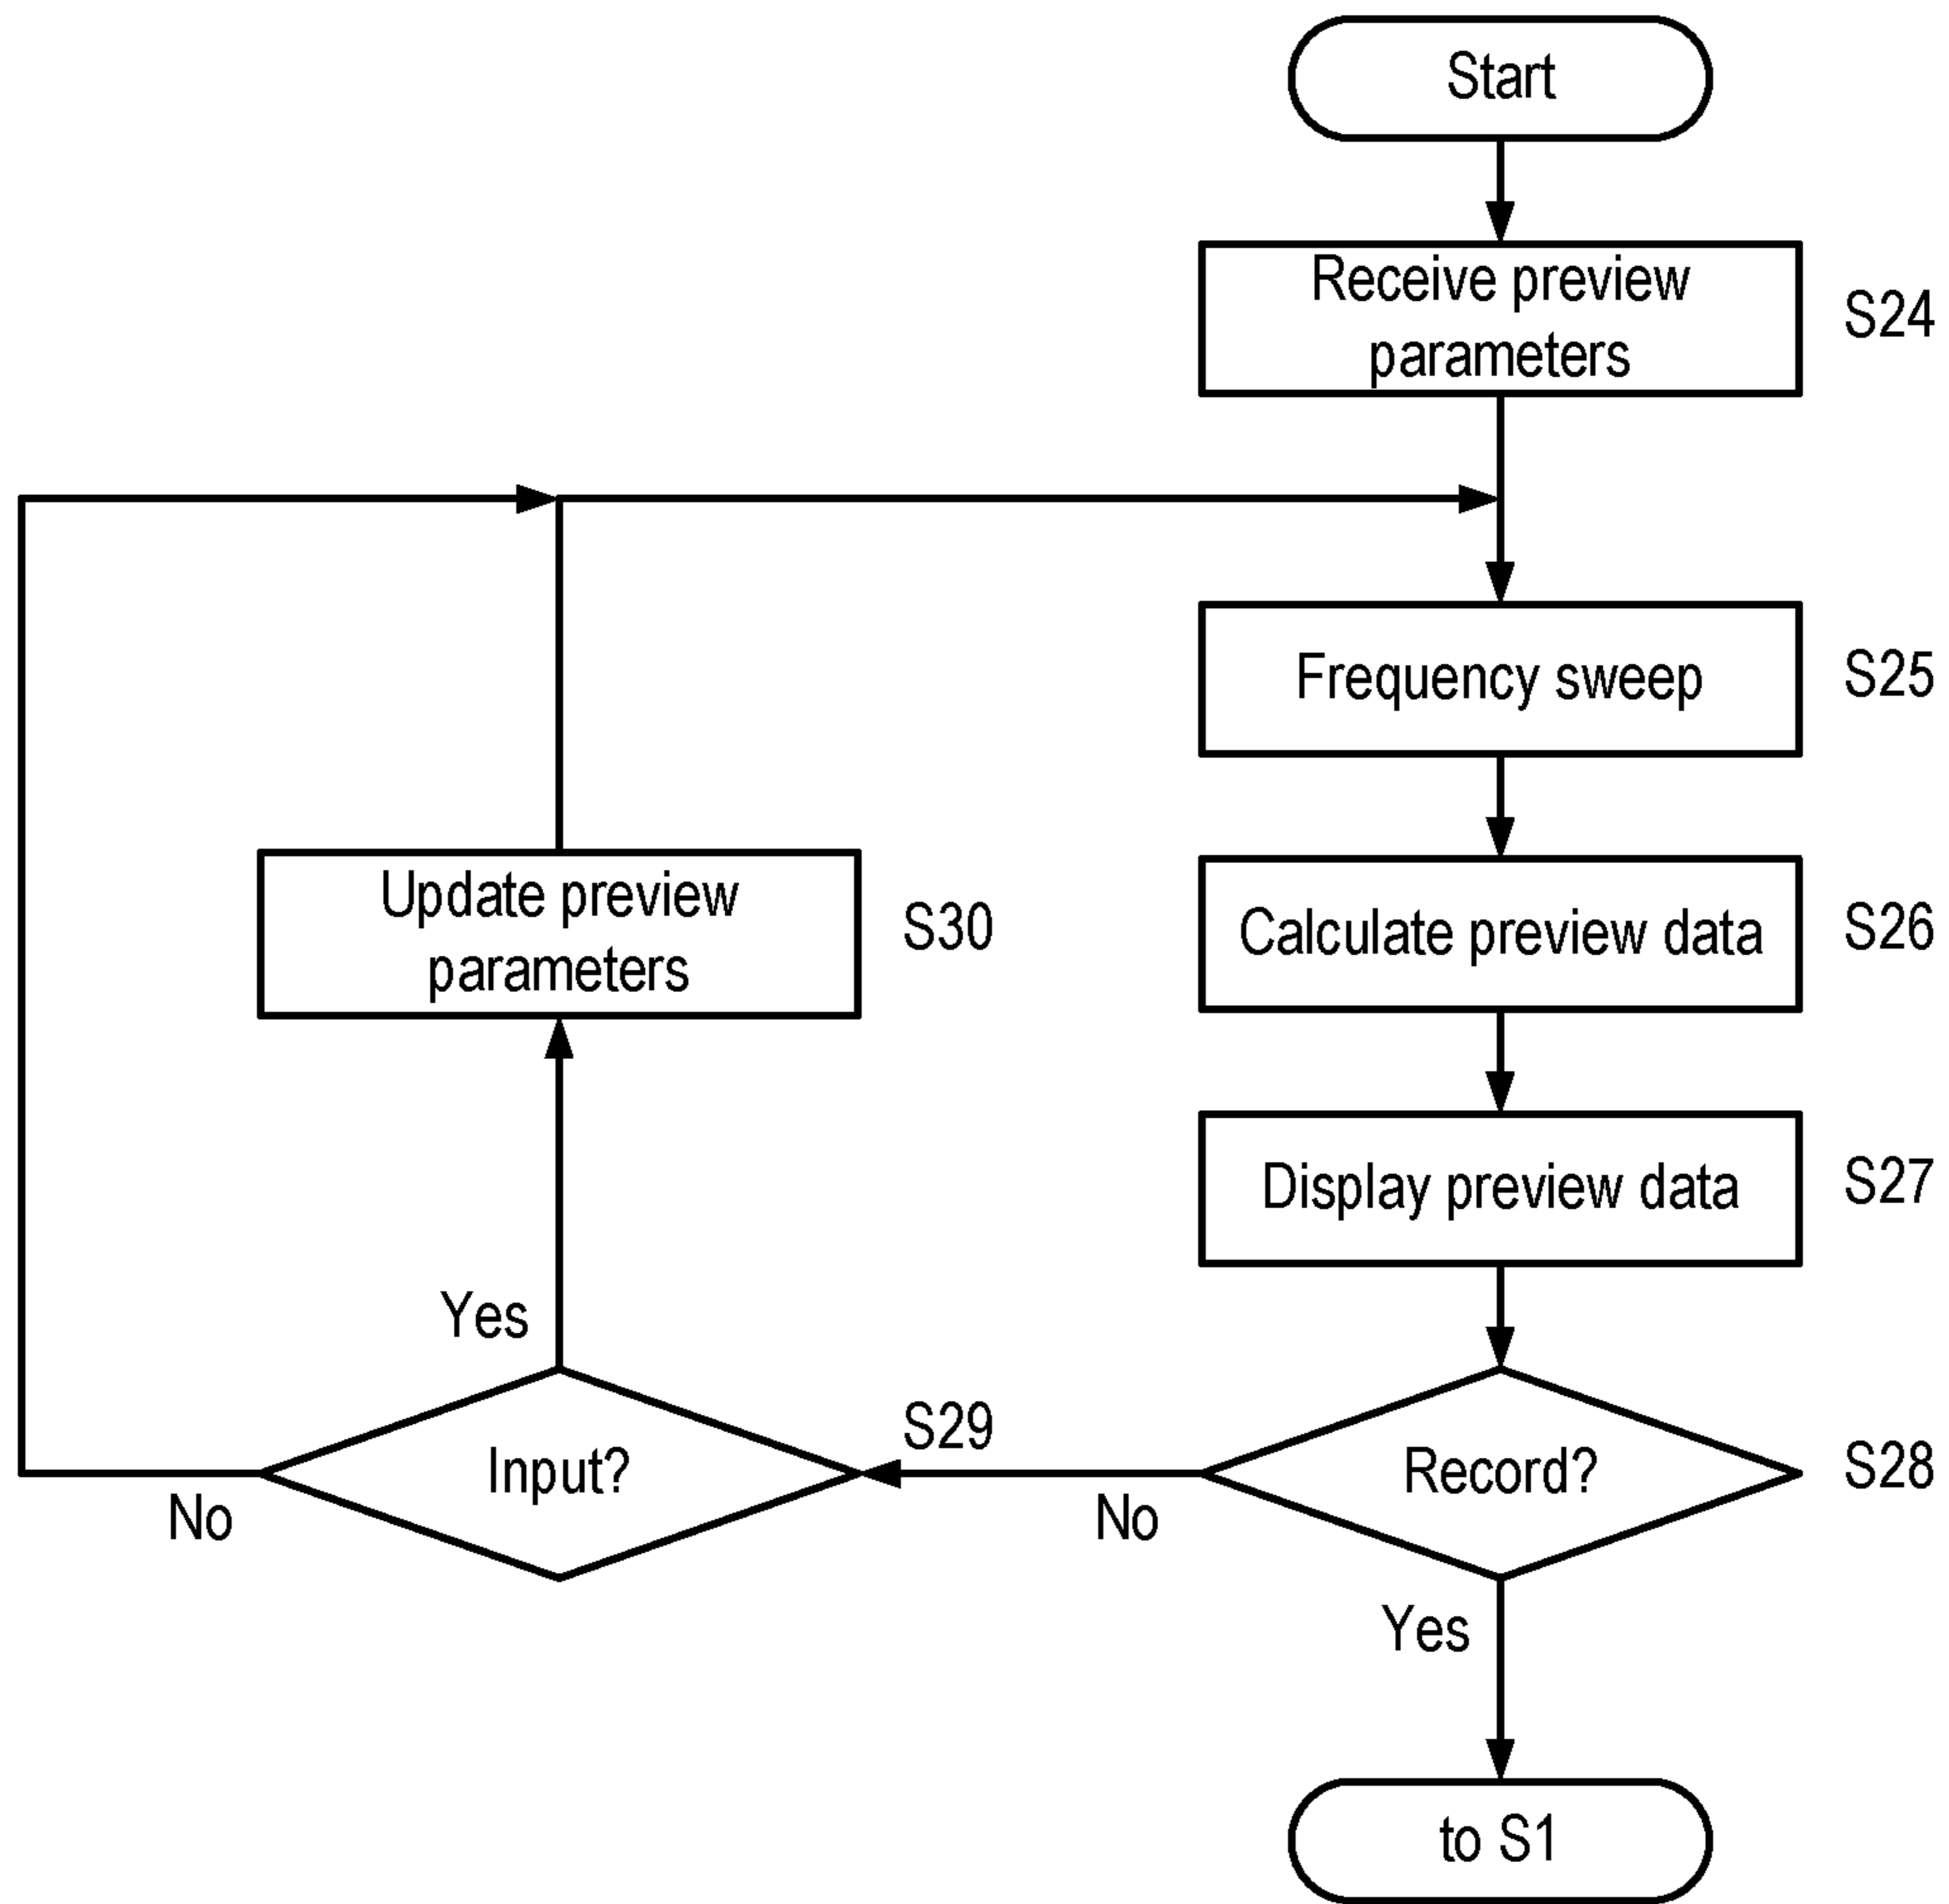 Start
Receive preview
parameters
S24
Frequency sweep
S25
Update preview
parameters
S30
Calculate preview data
S26
Display preview data
S27
Yes
Input?
No
S29
No
Record?
S28
Yes
to S1